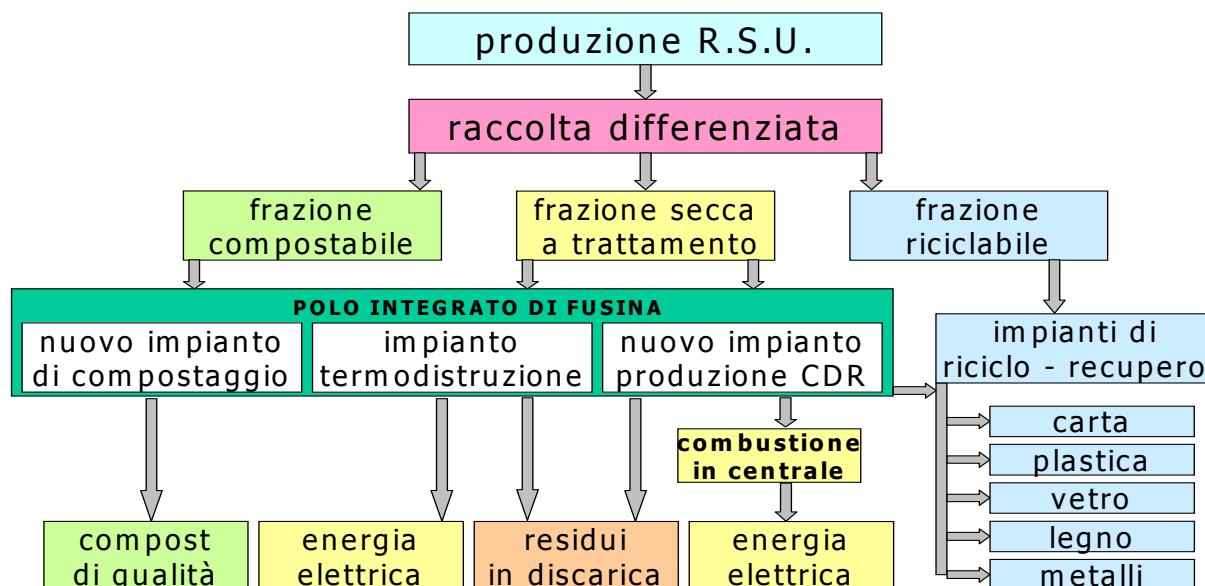 produzione R.S.U.
raccolta differenziata
frazione
compostabile
frazione secca
a trattamento
frazione
riciclabile
POLO INTEGRATO DI FUSINA
nuovo impianto
di compostaggio
impianto
termodistruzione
nuovo impianto
produzione CDR
impianti di
riciclo - recupero
carta
plastica
vetro
legno
metalli
combustione
in centrale
compost
di qualità
energia
elettrica
residui
in discarica
energia
elettrica